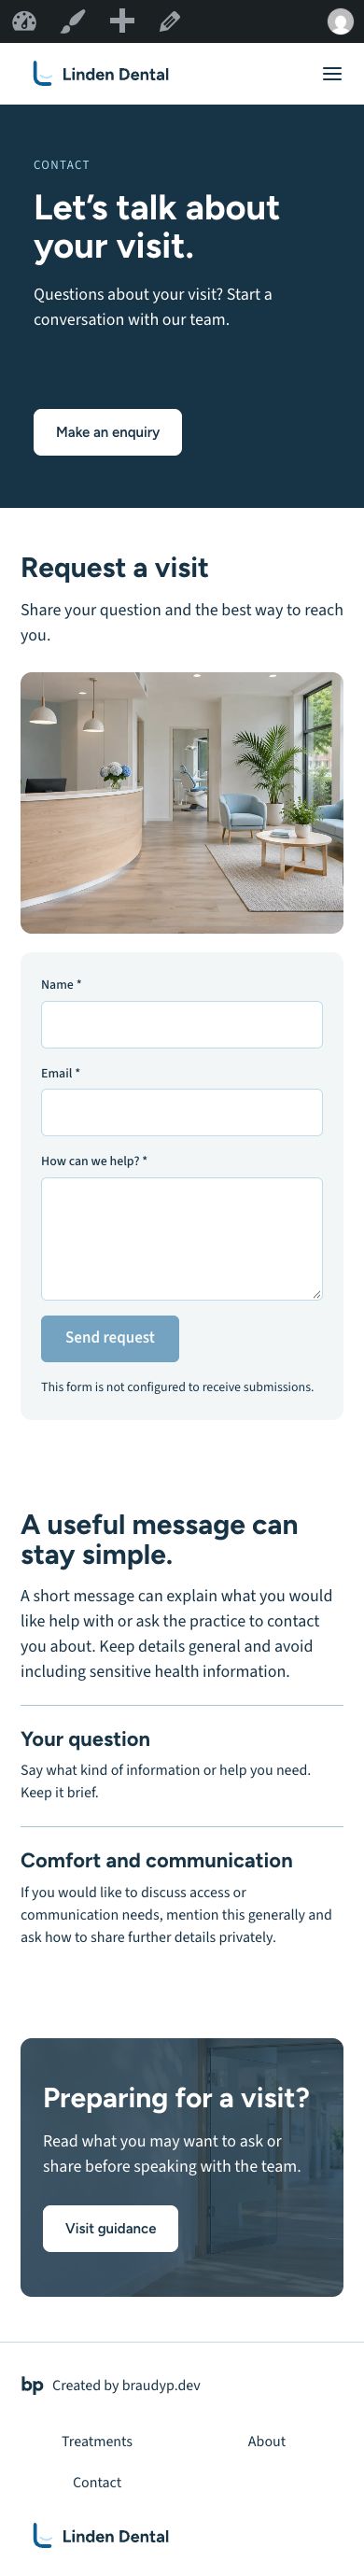 Linden Dental
CONTACT
Let’s talk about
your visit.
Questions about your visit? Start a
conversation with our team.
Make an enquiry
Request a visit
Share your question and the best way to reach
you.
Name *
Email *
How can we help? *
Send request
This form is not configured to receive submissions.
A useful message can
stay simple.
A short message can explain what you would
like help with or ask the practice to contact
you about. Keep details general and avoid
including sensitive health information.
Your question
Say what kind of information or help you need.
Keep it brief.
Comfort and communication
If you would like to discuss access or
communication needs, mention this generally and
ask how to share further details privately.
Preparing for a visit?
Read what you may want to ask or
share before speaking with the team.
Visit guidance
bp Created by braudyp.dev
Treatments About
Contact
Linden Dental